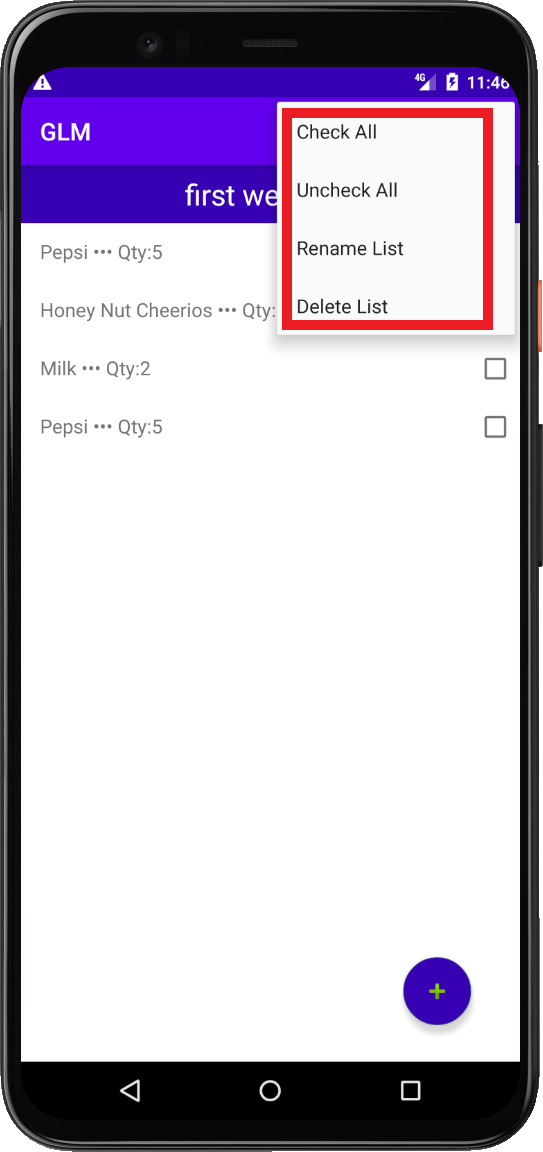 4G 11:46
GLM
first we
Check All
Uncheck All
Rename List
Delete List
Pepsi ••• Qty:5
Honey Nut Cheerios ••• Qty:
Milk ••• Qty:2
Pepsi ••• Qty:5
+